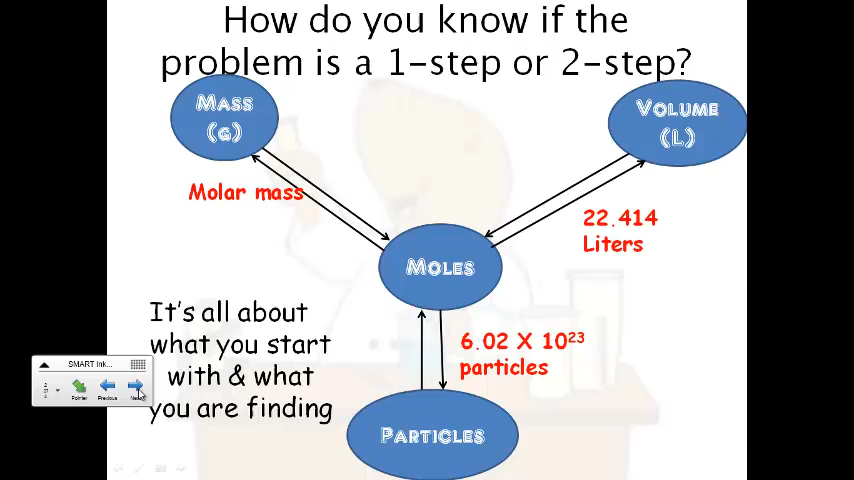 How do you know if the
problem is a 1-step or 2-step?
Mass
(g)
Volume
(L)
Molar mass
22.414
Liters
Moles
It's all about
what you start
with & what
you are finding
6.02 X 10²³
particles
SMART Ink...
Pointer
Previous
Next
Particles